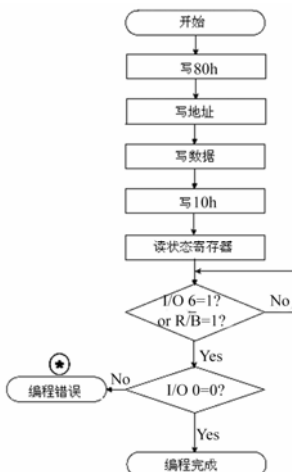 开始
写80h
写地址
写数据
写10h
读状态寄存器
I/O 6=1?
or R/B=1?
No
Yes
*
No
编程错误
I/O 0=0?
Yes
编程完成